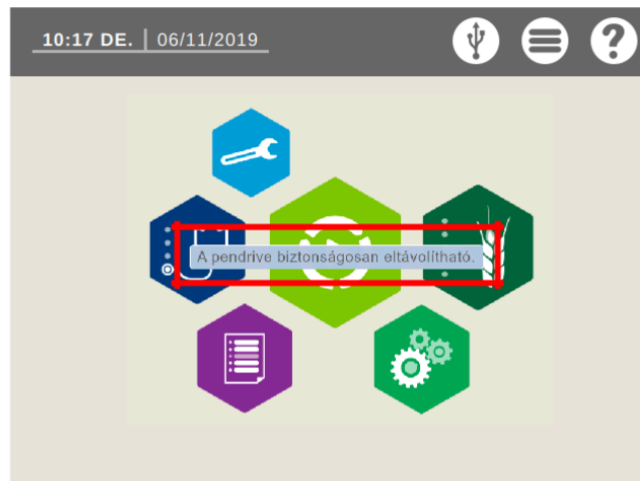 10:17 DE. 06/11/2019
?
A pendrive biztonságosan eltávolítható.